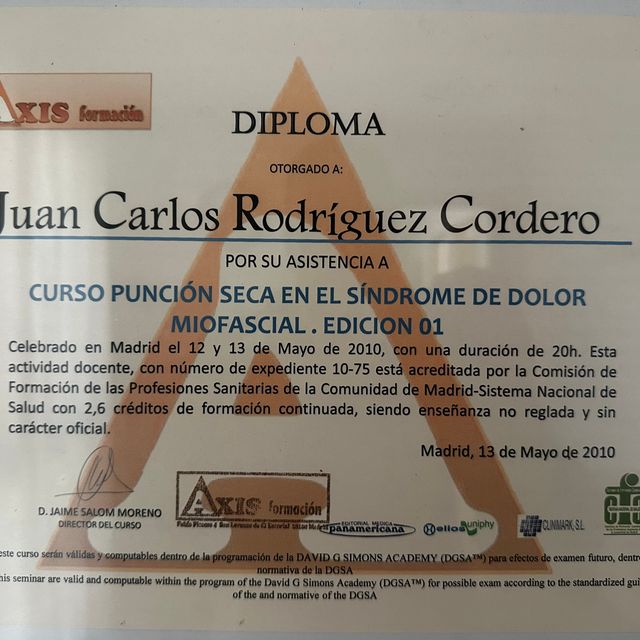 AXIS formación
DIPLOMA
OTORGADO A:
Juan Carlos Rodríguez Cordero
POR SU ASISTENCIA A
CURSO PUNCIÓN SECA EN EL SÍNDROME DE DOLOR
MIOFASCIAL . EDICION 01
Celebrado en Madrid el 12 y 13 de Mayo de 2010, con una duración de 20h. Esta
actividad docente, con número de expediente 10-75 está acreditada por la Comisión de
Formación de las Profesiones Sanitarias de la Comunidad de Madrid-Sistema Nacional de
Salud con 2,6 créditos de formación continuada, siendo enseñanza no reglada y sin
carácter oficial.
Madrid, 13 de Mayo de 2010
D. JAIME SALOM MORENO
DIRECTOR DEL CURSO
AXIS formación
EDITORIAL MEDICA
panamericana
Helios
uniphy
CLINIMARK, S.L.
este curso serán válidas y computables dentro de la programación de la DAVID G SIMONS ACADEMY (DGSA™) para efectos de examen futuro, dentro
normativa de la DGSA
this seminar are valid and computable within the program of the David G Simons Academy (DGSA™) for possible exam according to the standardized
of the and normative of the DGSA